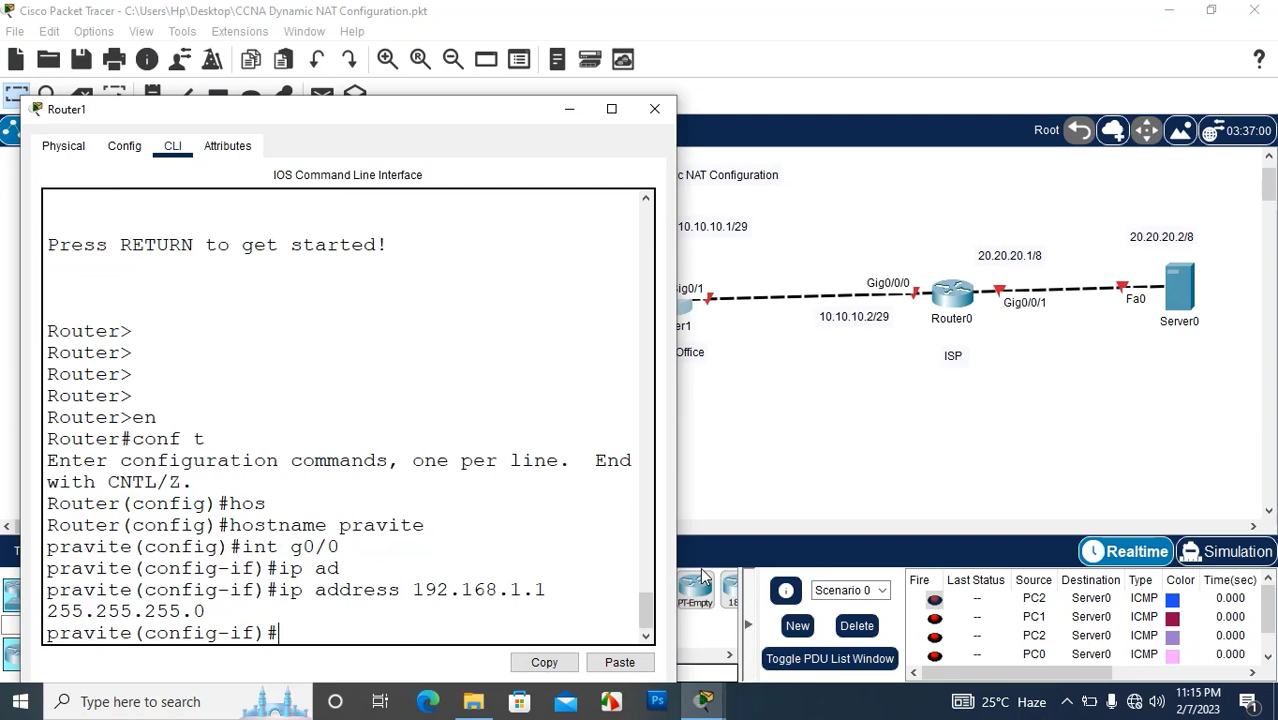 Cisco Packet Tracer - C:\Users\Hp\Desktop\CCNA Dynamic NAT Configuration.pkt
File Edit Options View Tools Extensions Window Help
Router1
Root
03:37:00
Physical Config CLI Attributes
IOS Command Line Interface
c NAT Configuration
Press RETURN to get started!
Router>
Router>
Router>
Router>
Router>en
Router#conf t
Enter configuration commands, one per line. End
with CNTL/Z.
Router(config)#hos
Router(config)#hostname pravite
pravite(config)#int g0/0
pravite(config-if)#ip ad
pravite(config-if)#ip address 192.168.1.1
255.255.255.0
pravite(config-if)#
Copy Paste
10.10.10.1/29
20.20.20.2/8
20.20.20.1/8
Gig0/0/0
Gig0/1
Gig0/0/1
Fa0
10.10.10.2/29
Router0
Server0
er1
Office
ISP
Realtime Simulation
PT-Empty
18
Scenario 0
New Delete
Toggle PDU List Window
Fire Last Status Source Destination Type Color Time(sec)
-- PC2 Server0 ICMP 0.000
-- PC1 Server0 ICMP 0.000
-- PC2 Server0 ICMP 0.000
-- PC0 Server0 ICMP 0.000
Type here to search
Ps
25°C Haze
11:15 PM
2/7/2023
1